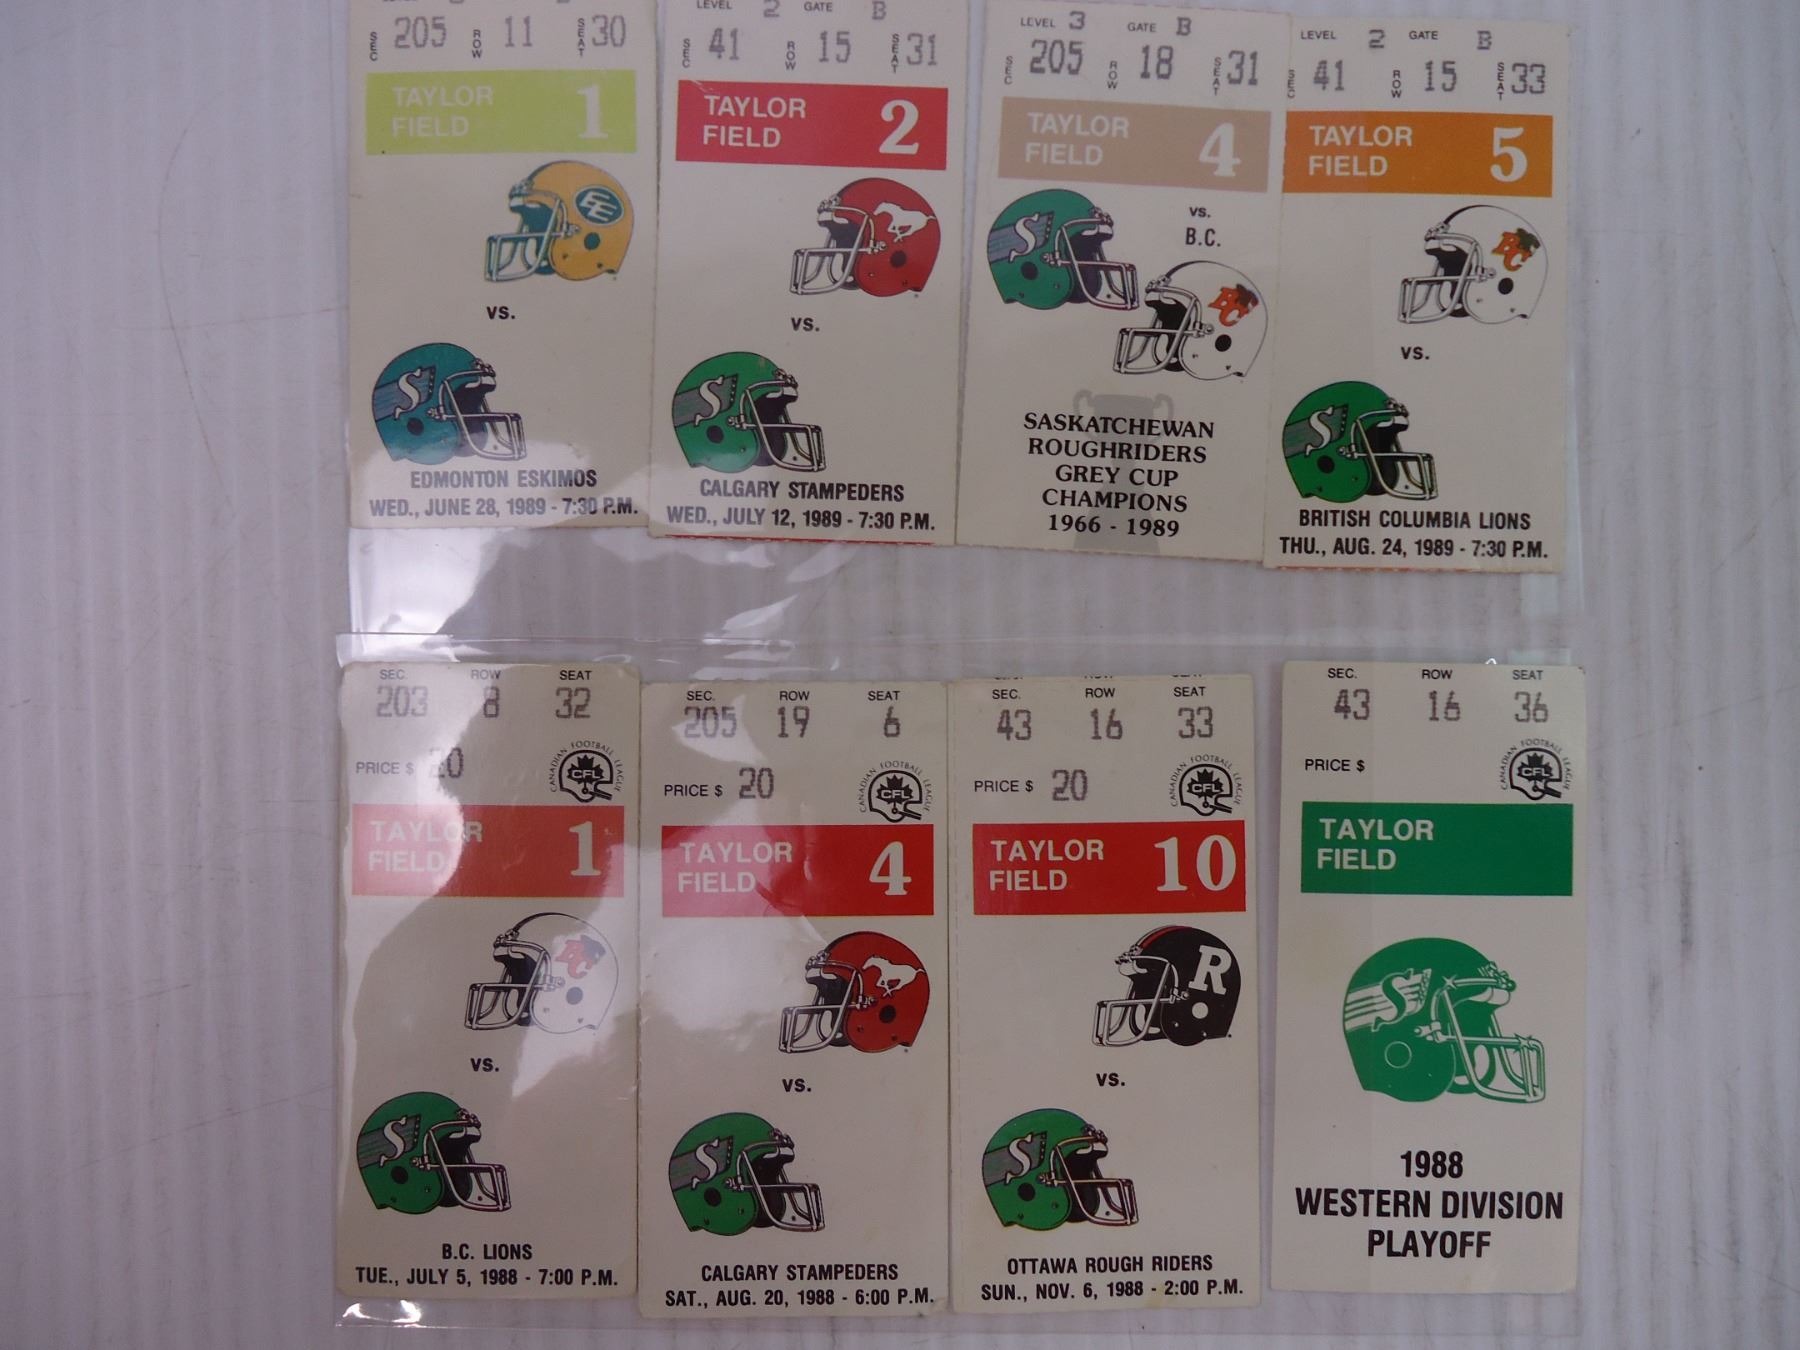 SEC 205 ROW 11 SEAT 30
TAYLOR
FIELD 1
EE
VS.
S
EDMONTON ESKIMOS
WED., JUNE 28, 1989 - 7:30 P.M.
LEVEL 2 GATE B
SEC 41 ROW 15 SEAT 31
TAYLOR
FIELD 2
VS.
S
CALGARY STAMPEDERS
WED., JULY 12, 1989 - 7:30 P.M.
LEVEL 3 GATE B
SEC 205 ROW 18 SEAT 31
TAYLOR
FIELD 4
VS.
B.C.
S
BC
SASKATCHEWAN
ROUGHRIDERS
GREY CUP
CHAMPIONS
1966 - 1989
LEVEL 2 GATE B
SEC 41 ROW 15 SEAT 33
TAYLOR
FIELD 5
BC
VS.
S
BRITISH COLUMBIA LIONS
THU., AUG. 24, 1989 - 7:30 P.M.
SEC. ROW SEAT
203 8 32
PRICE $ 20
CANADIAN FOOTBALL LEAGUE
CFL
TAYLOR
FIELD 1
BC
VS.
S
B.C. LIONS
TUE., JULY 5, 1988 - 7:00 P.M.
SEC. ROW SEAT
205 19 6
PRICE $ 20
CANADIAN FOOTBALL LEAGUE
CFL
TAYLOR
FIELD 4
VS.
S
CALGARY STAMPEDERS
SAT., AUG. 20, 1988 - 6:00 P.M.
SEC. ROW SEAT
43 16 33
PRICE $ 20
CANADIAN FOOTBALL LEAGUE
CFL
TAYLOR
FIELD 10
R
VS.
S
OTTAWA ROUGH RIDERS
SUN., NOV. 6, 1988 - 2:00 P.M.
SEC. ROW SEAT
43 16 36
PRICE $
CANADIAN FOOTBALL LEAGUE
CFL
TAYLOR
FIELD
S
1988
WESTERN DIVISION
PLAYOFF